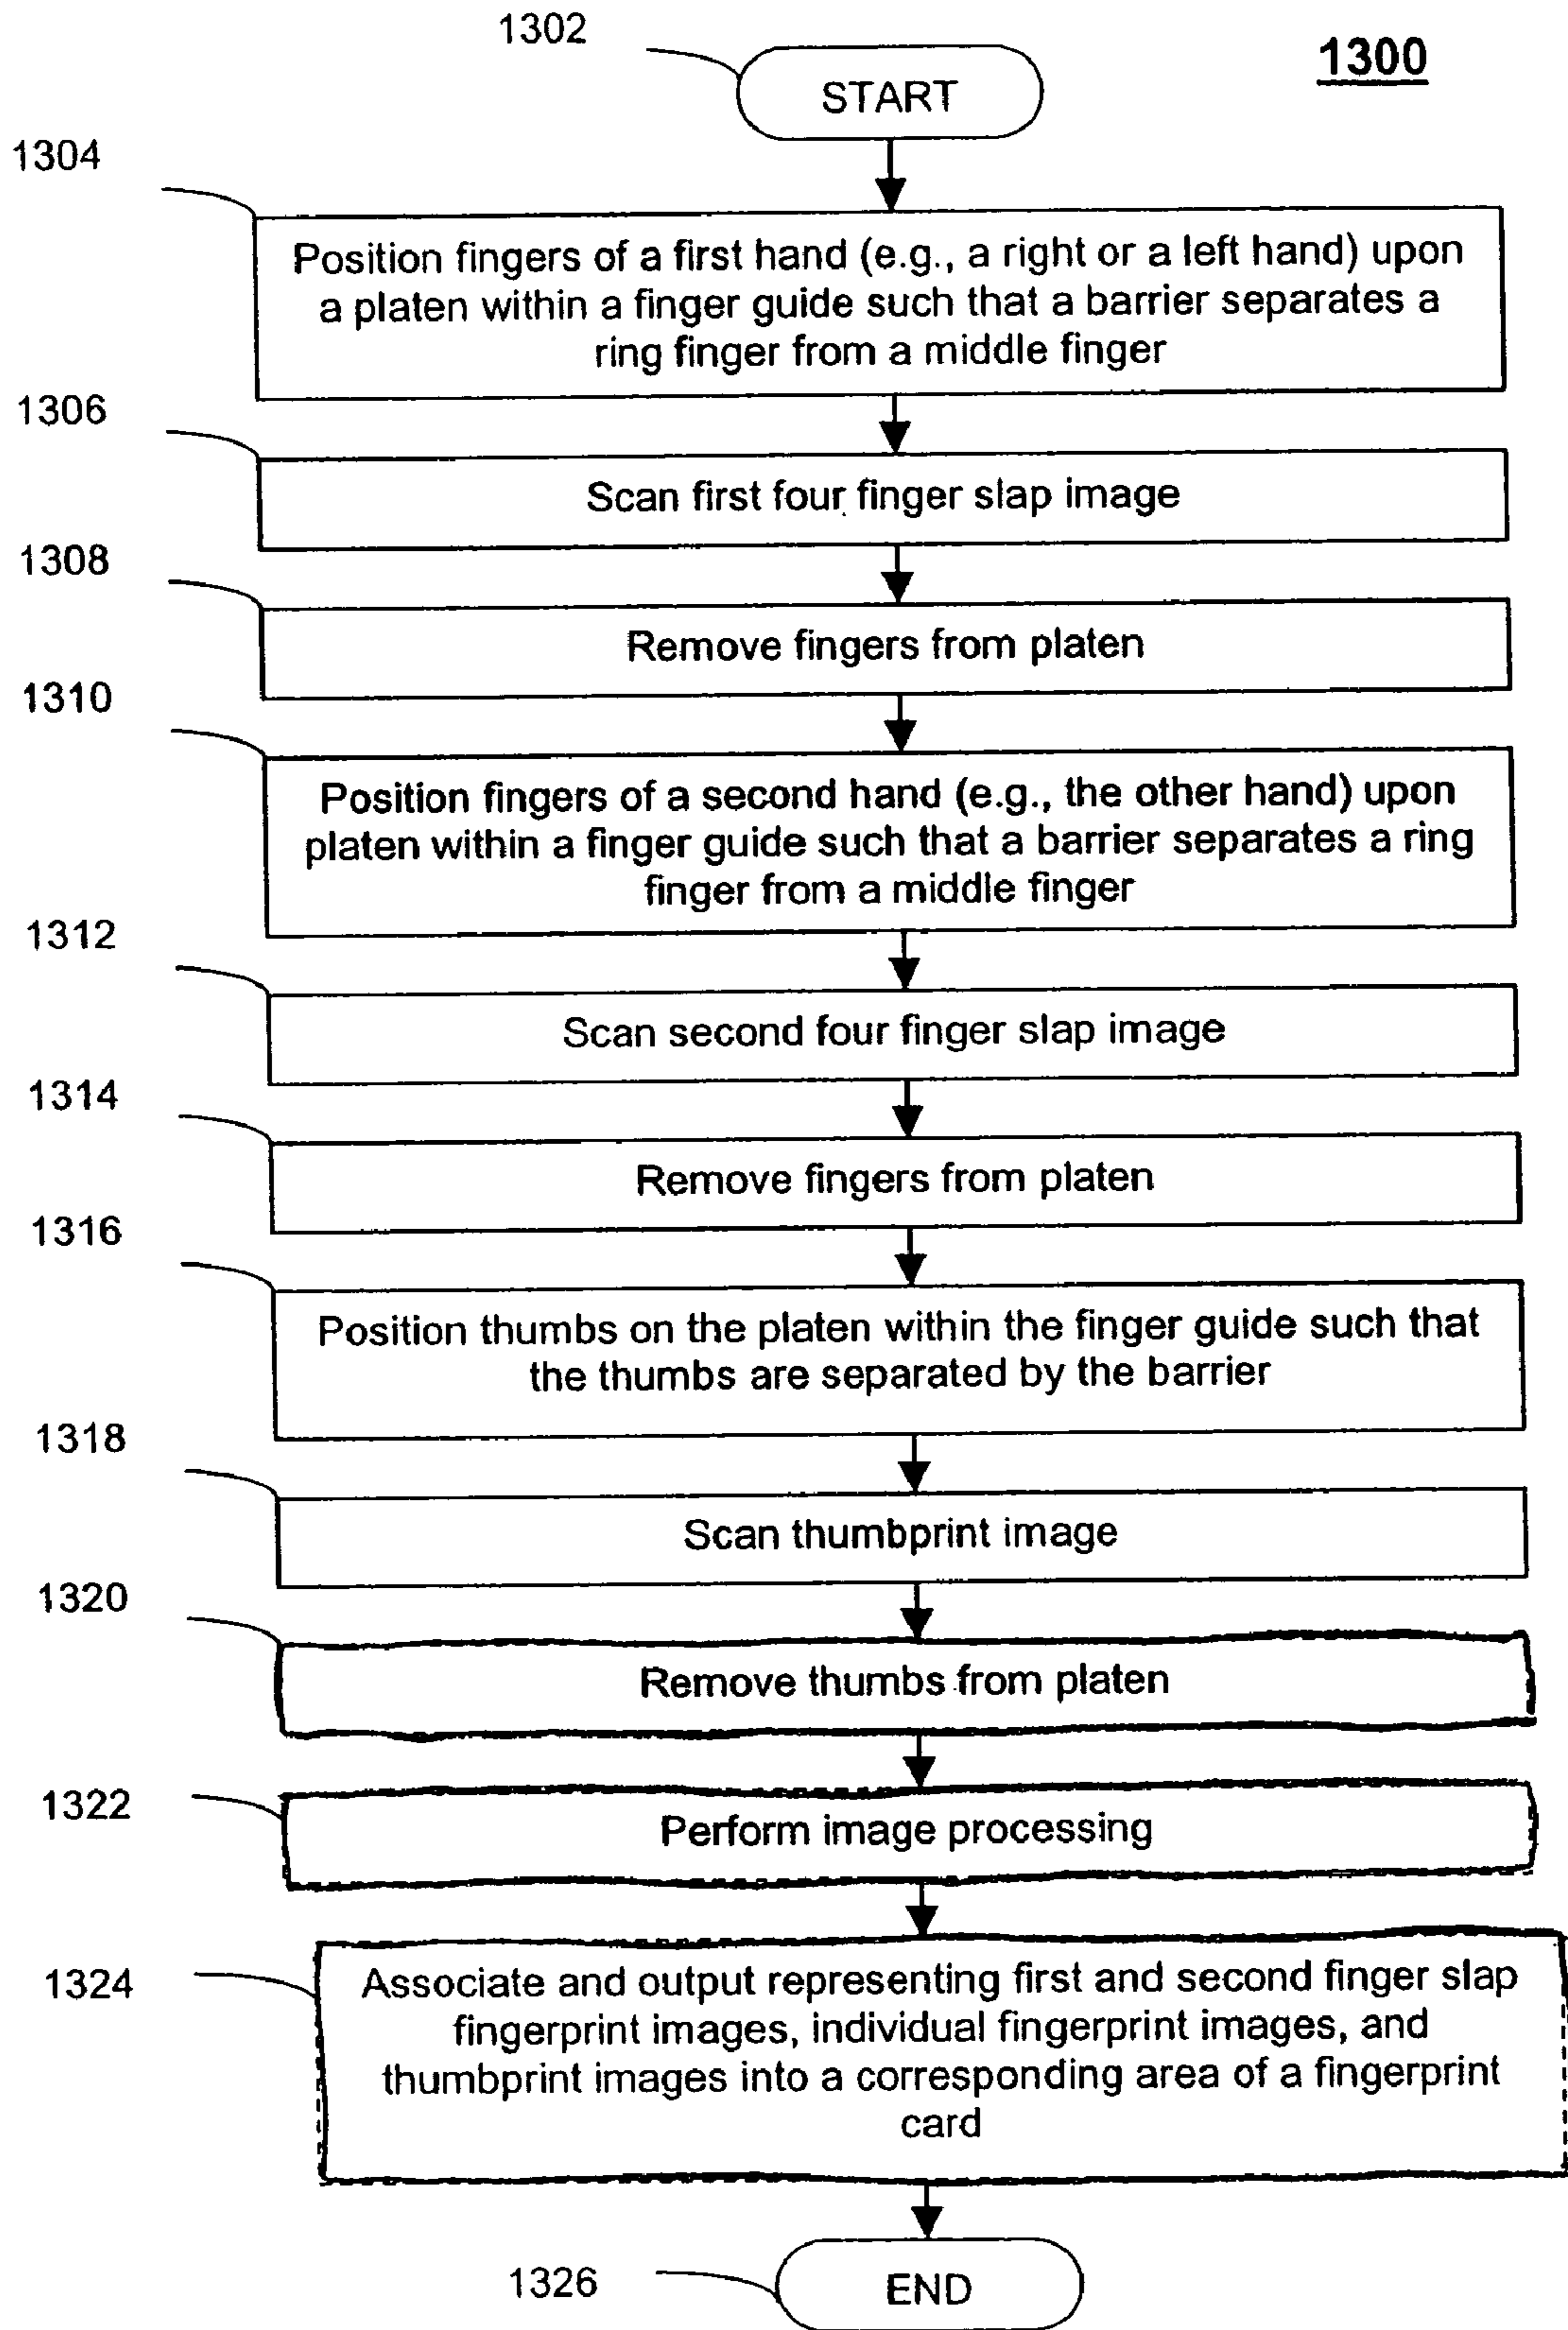 1302
START
1300
1304
Position fingers of a first hand (e.g., a right or a left hand) upon
a platen within a finger guide such that a barrier separates a
ring finger from a middle finger
1306
Scan first four finger slap image
1308
Remove fingers from platen
1310
Position fingers of a second hand (e.g., the other hand) upon
platen within a finger guide such that a barrier separates a ring
finger from a middle finger
1312
Scan second four finger slap image
1314
Remove fingers from platen
1316
Position thumbs on the platen within the finger guide such that
the thumbs are separated by the barrier
1318
Scan thumbprint image
1320
Remove thumbs from platen
1322
Perform image processing
1324
Associate and output representing first and second finger slap
fingerprint images, individual fingerprint images, and
thumbprint images into a corresponding area of a fingerprint
card
1326
END